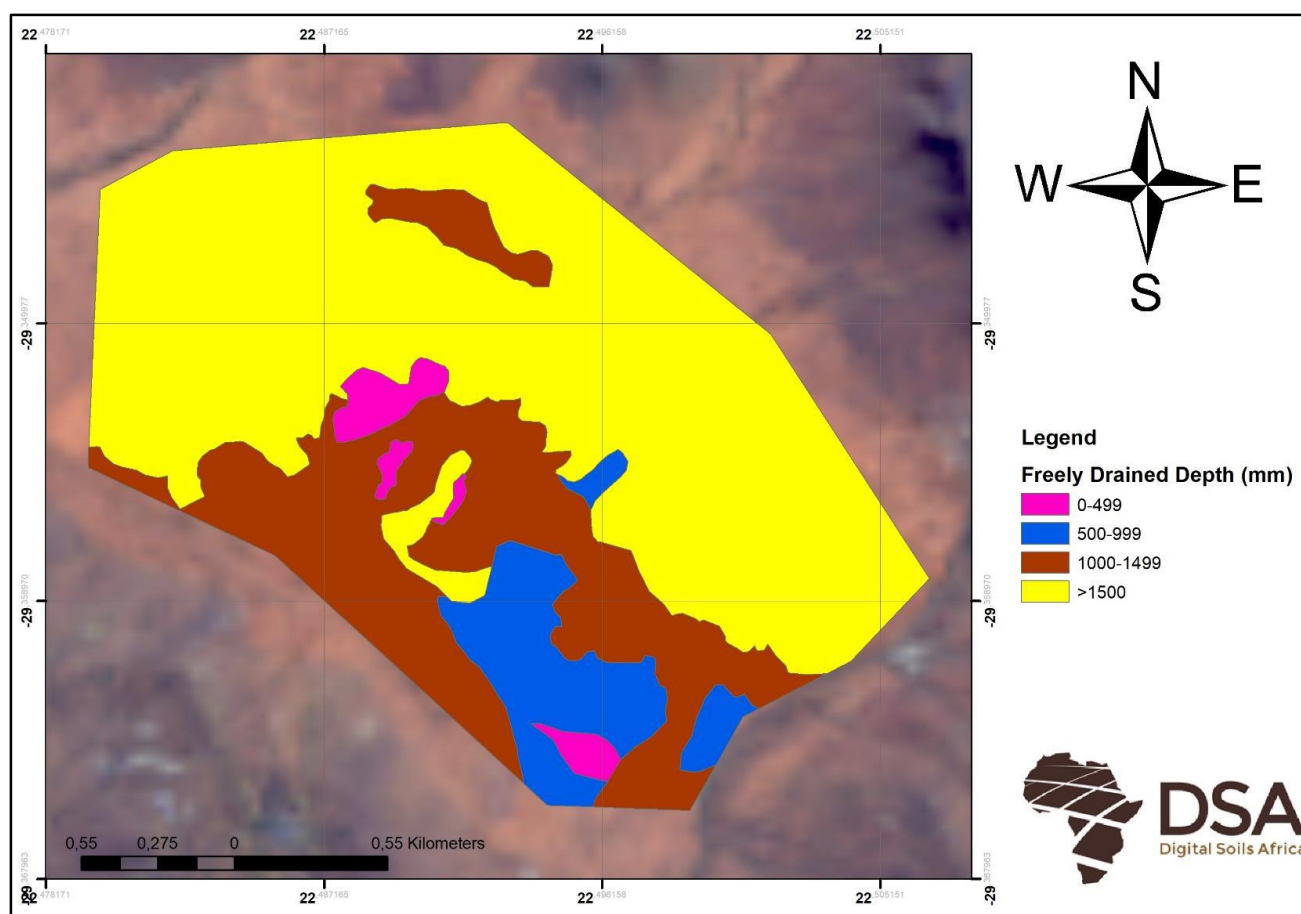 22.478171 22.487165 22.496158 22.505151
N
W E
S
-29.349977 -29.349977
Legend
Freely Drained Depth (mm)
0-499
500-999
1000-1499
>1500
-29.358970 -29.358970
DSA
Digital Soils Africa
0,55 0,275 0 0,55 Kilometers
-29.367963 -29.367963
22.478171 22.487165 22.496158 22.505151